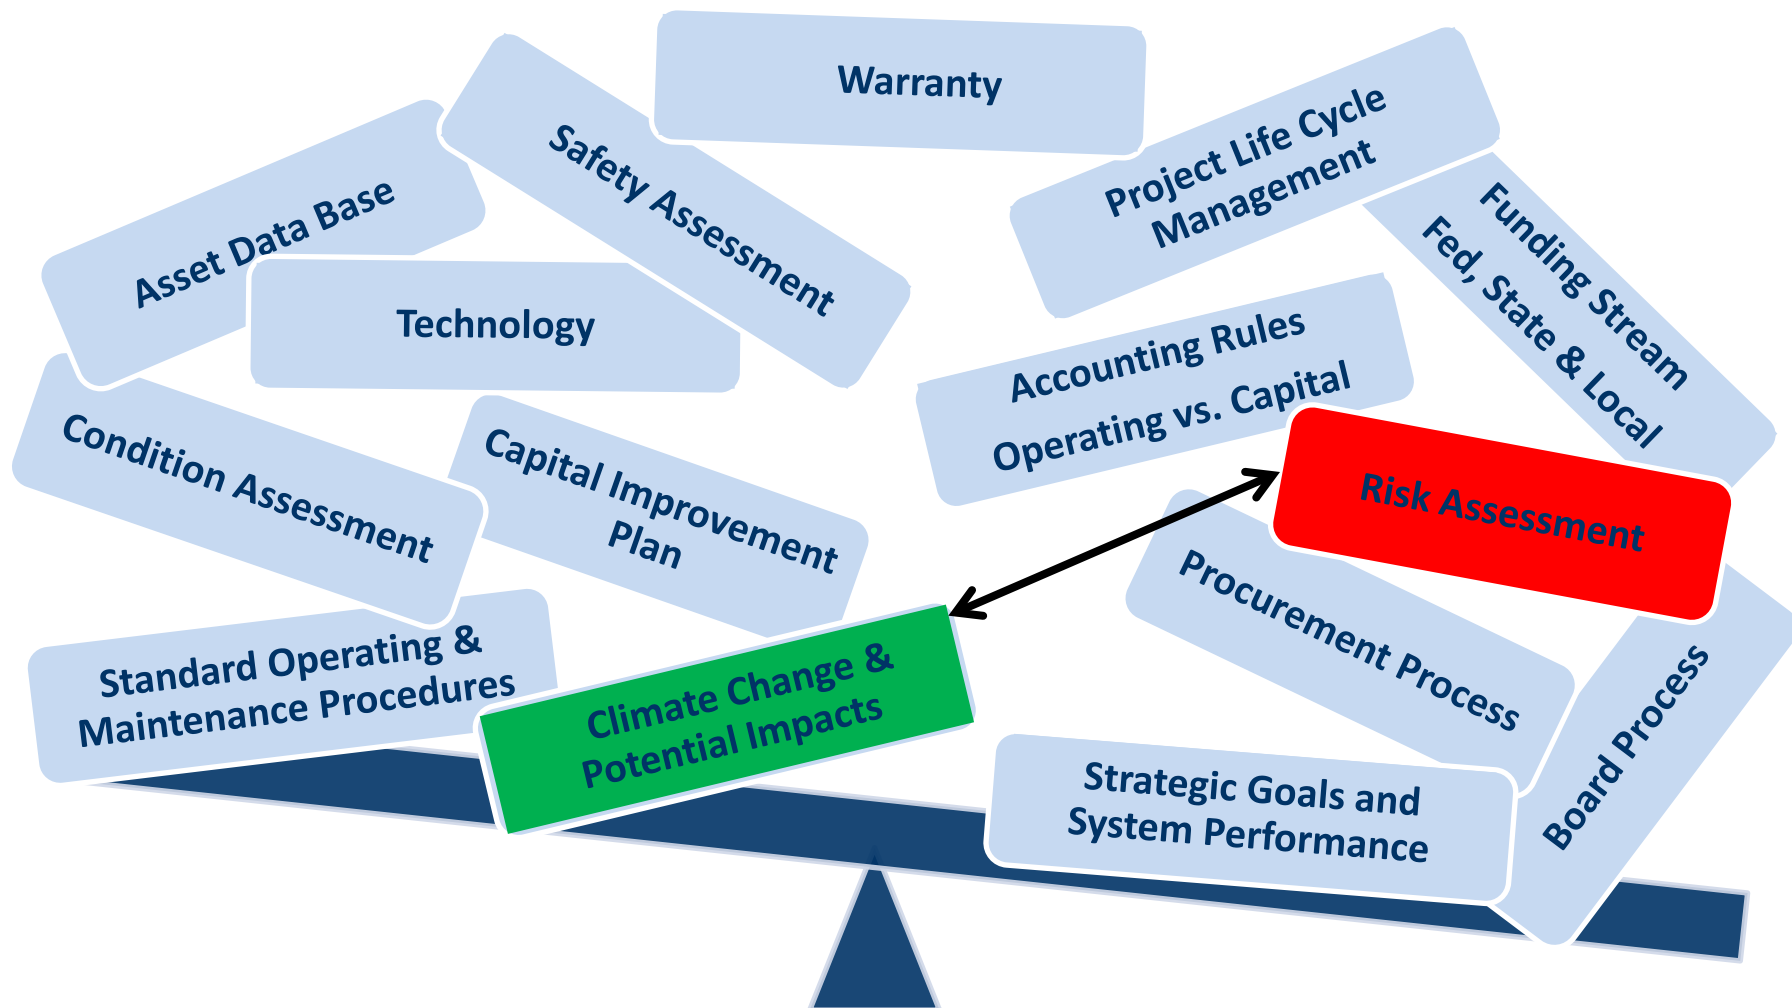 Warranty
Project Life Cycle
Management
Safety Assessment
Asset Data Base
Funding Stream
Fed, State & Local
Technology
Accounting Rules
Operating vs. Capital
Condition Assessment
Capital Improvement
Plan
Risk Assessment
Procurement Process
Standard Operating &
Maintenance Procedures
Climate Change &
Potential Impacts
Board Process
Strategic Goals and
System Performance